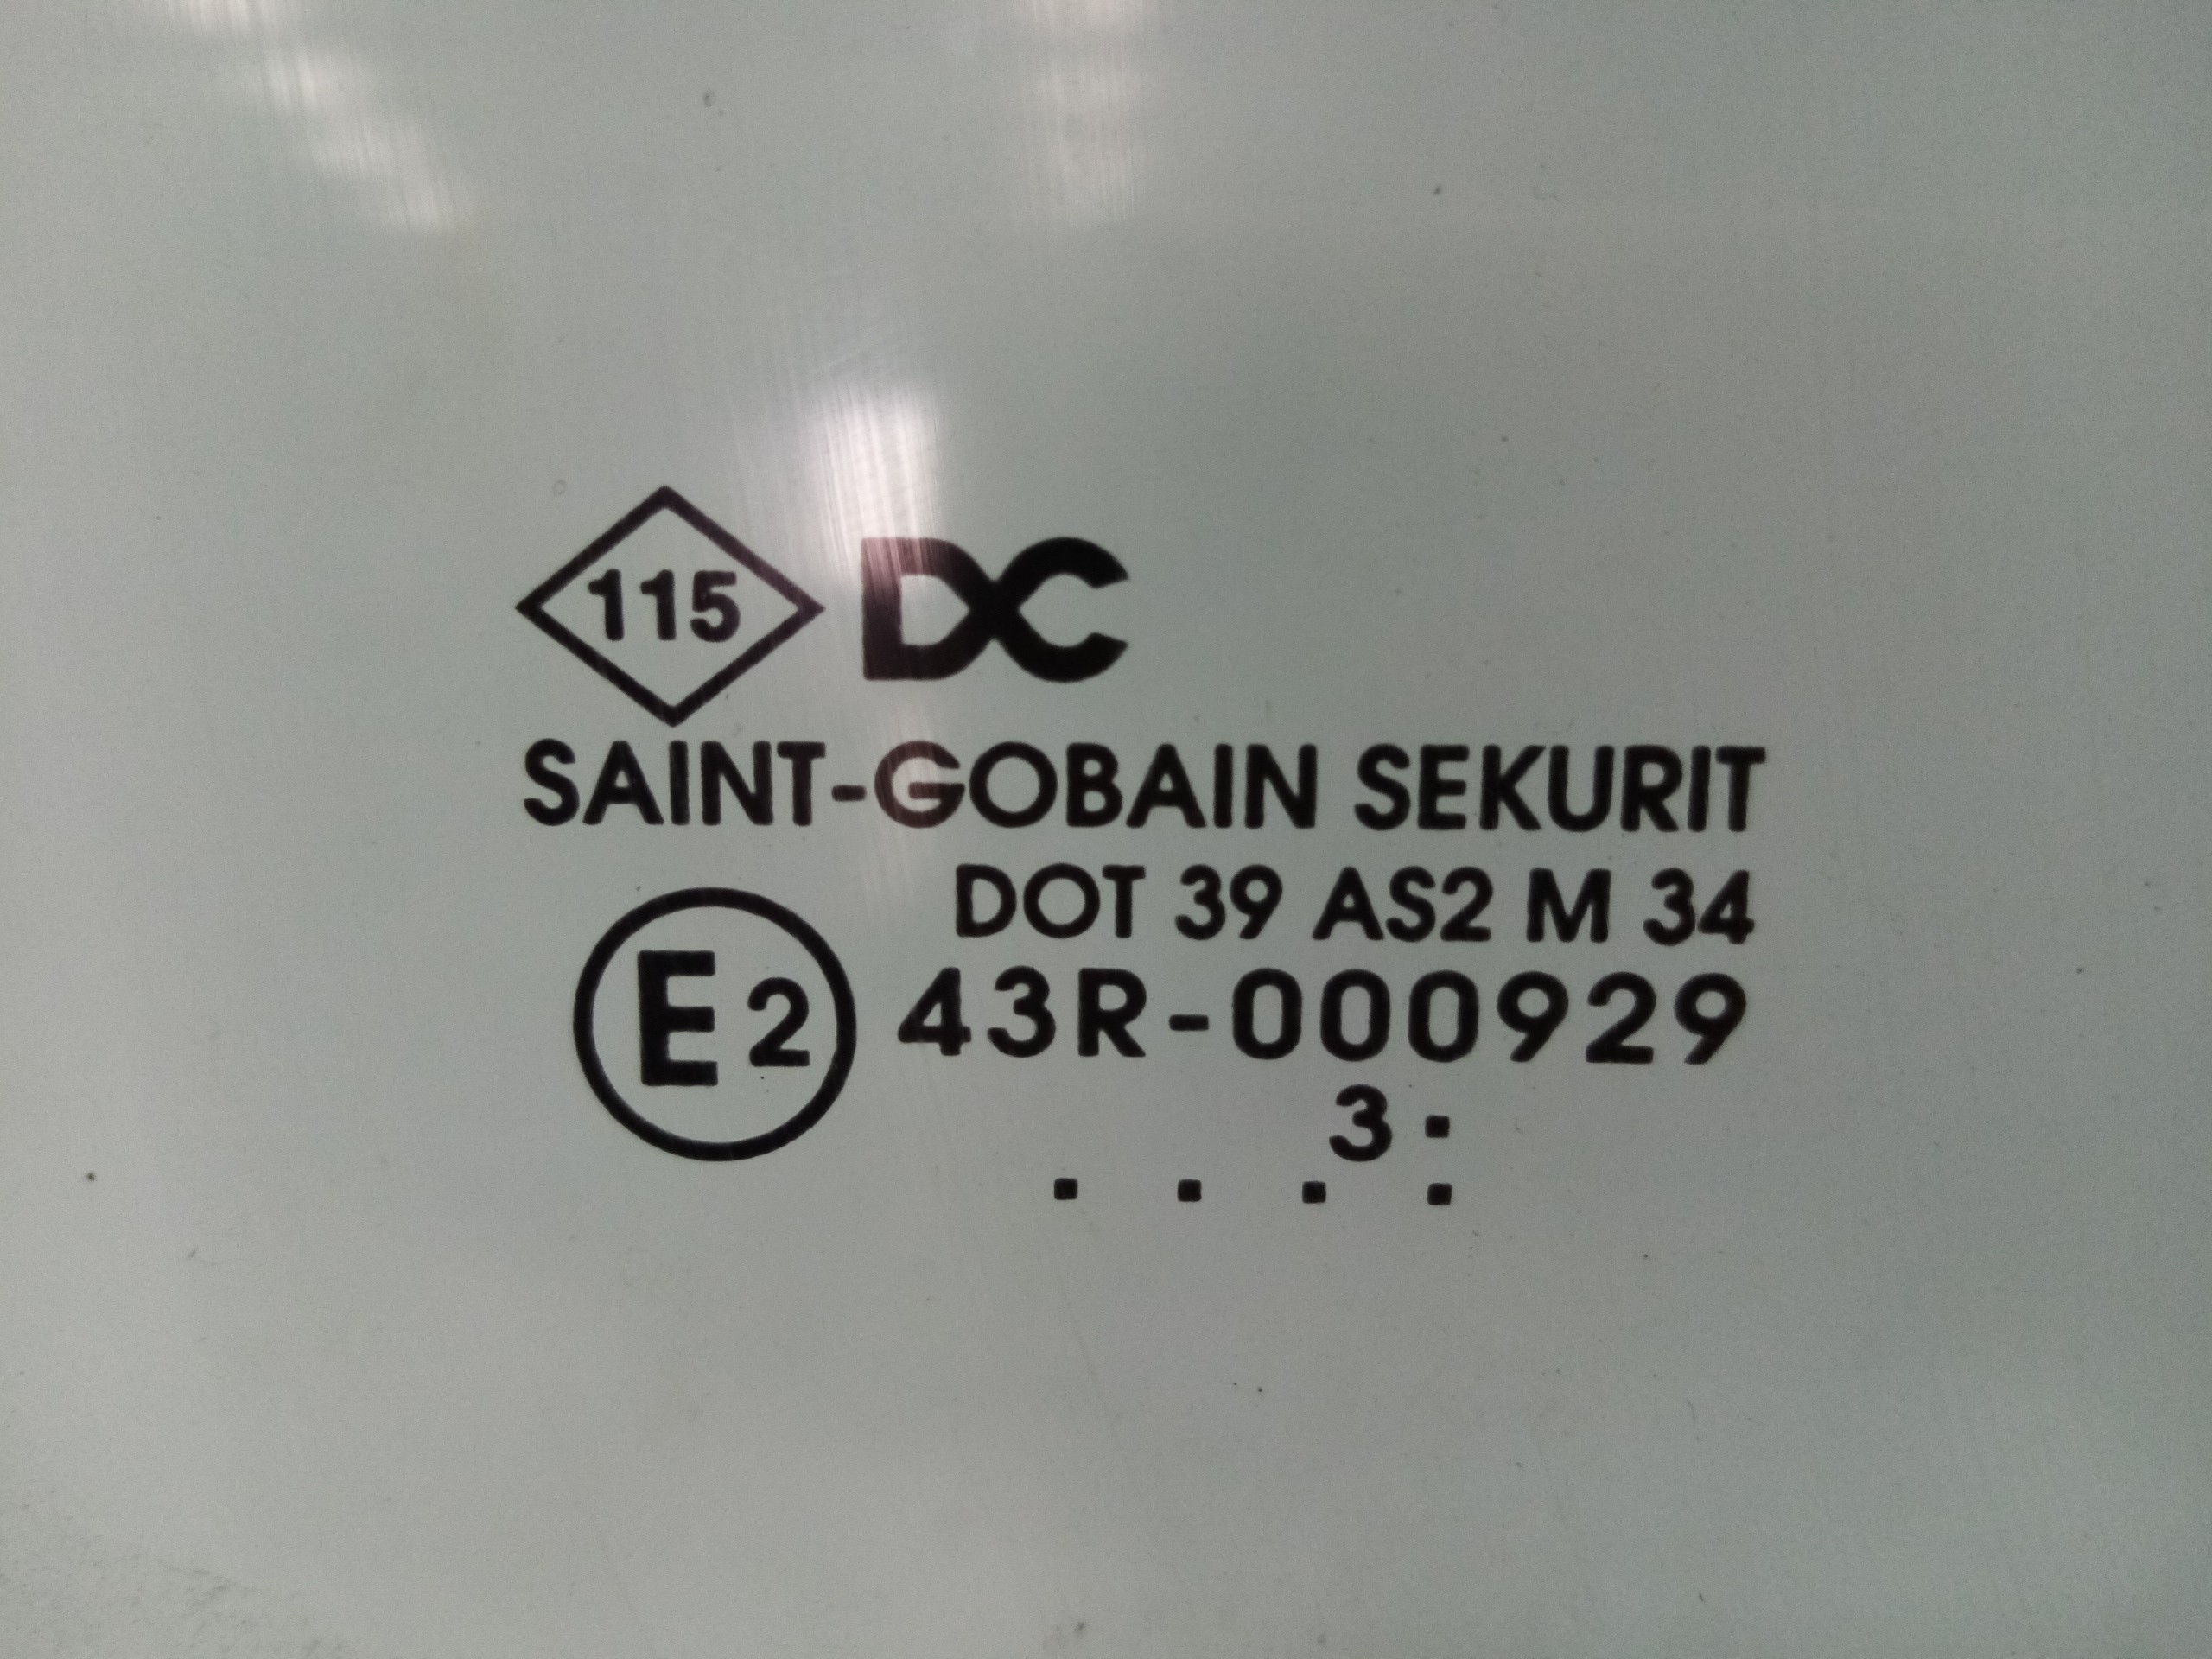 115 DC
SAINT-GOBAIN SEKURIT
DOT 39 AS2 M 34
E2 43R-000929
3 :
. . . .